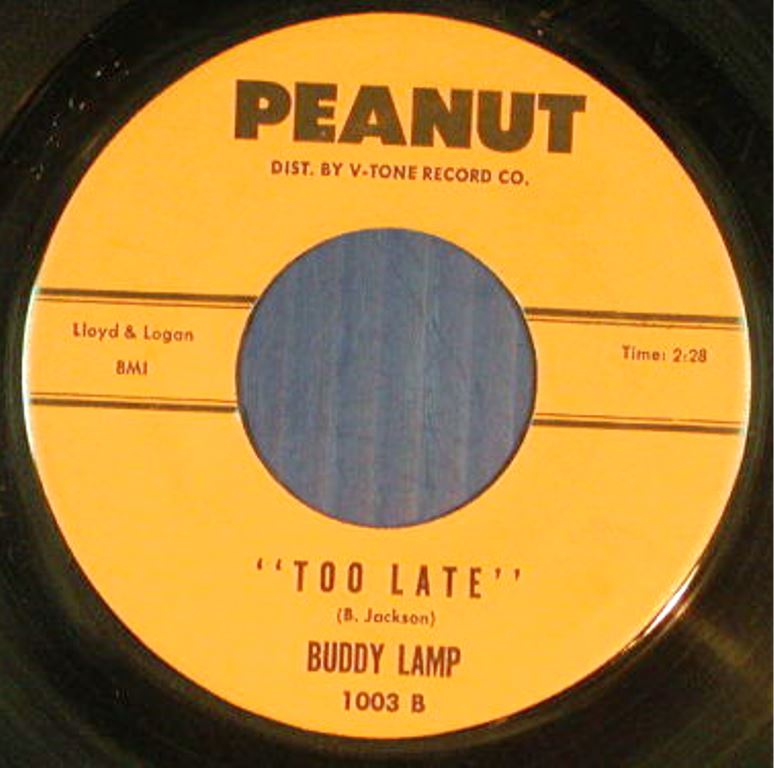 PEANUT
DIST. BY V-TONE RECORD CO.
Lloyd & Logan
BMI
Time: 2:28
"TOO LATE"
(B. Jackson)
BUDDY LAMP
1003 B